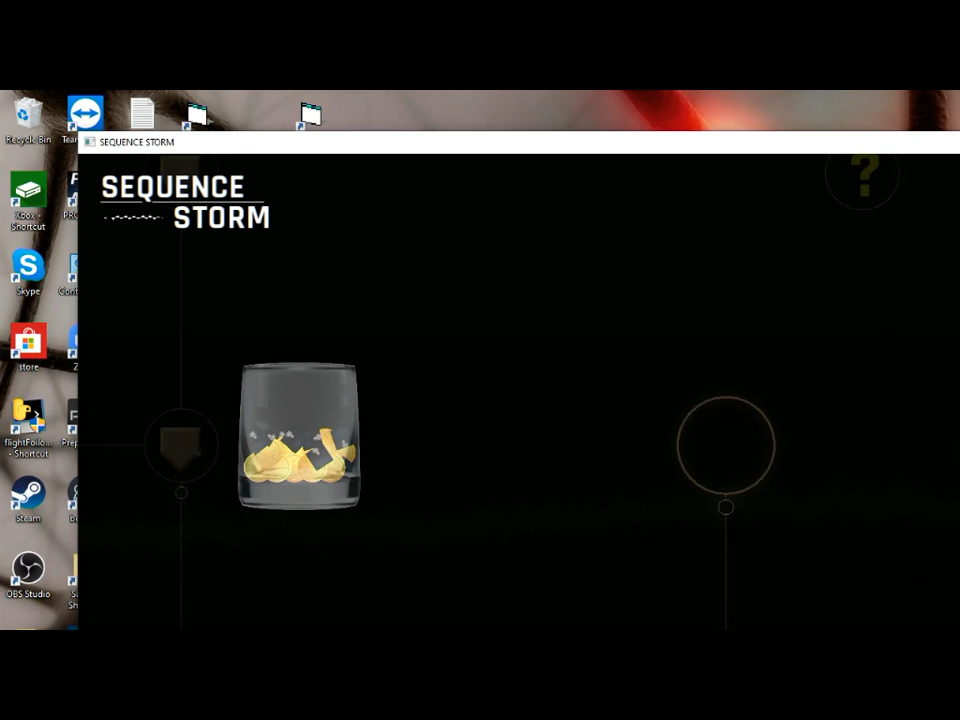 Recycle Bin
SEQUENCE STORM
SEQUENCE
STORM
?
Xbox -
Shortcut
Skype
store
flightFollo...
- Shortcut
Steam
OBS Studio